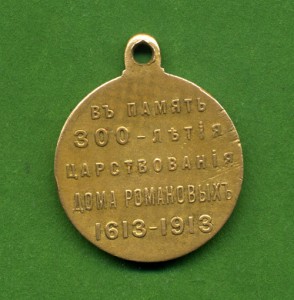 ВЪ ПАМЯТЬ
300-ЛѢТІЯ
ЦАРСТВОВАНІЯ
ДОМА РОМАНОВЫХЪ
1613-1913